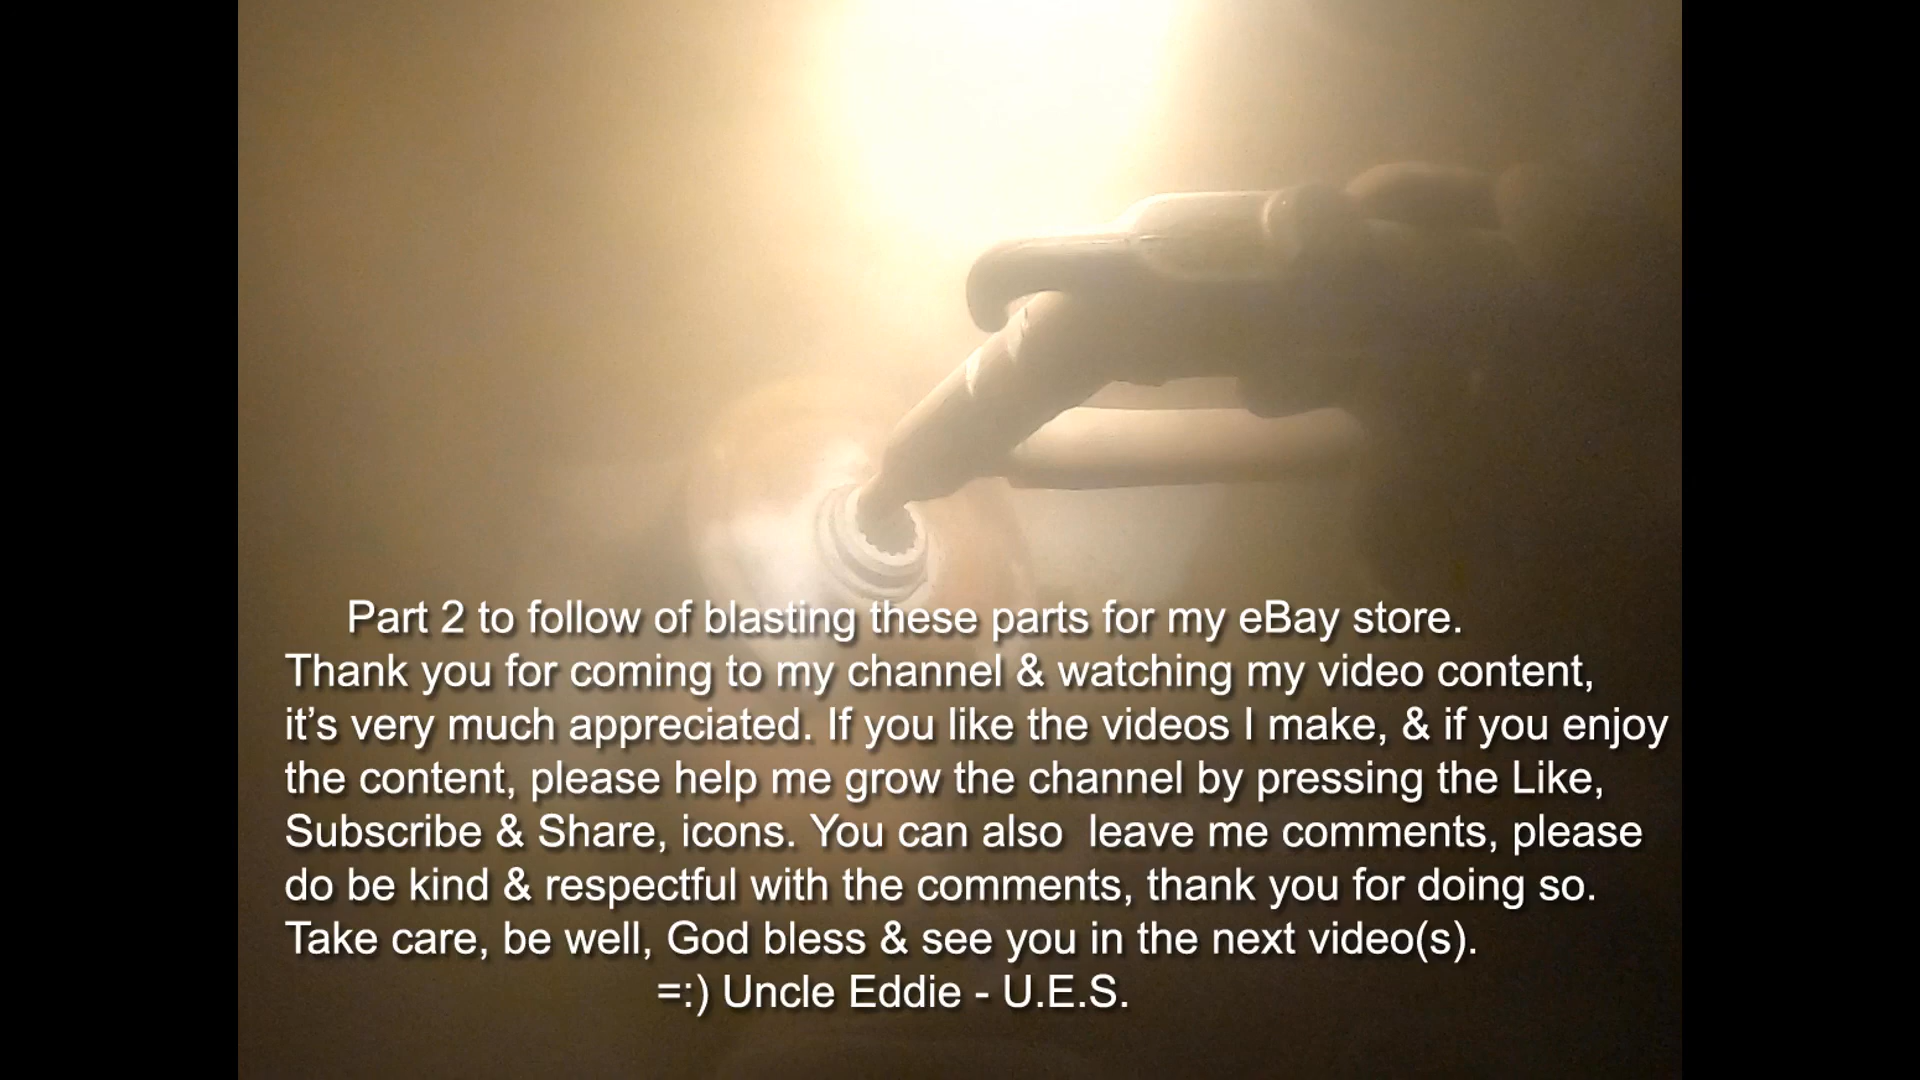 Part 2 to follow of blasting these parts for my eBay store.
Thank you for coming to my channel & watching my video content,
it’s very much appreciated. If you like the videos I make, & if you enjoy
the content, please help me grow the channel by pressing the Like,
Subscribe & Share, icons. You can also  leave me comments, please
do be kind & respectful with the comments, thank you for doing so.
Take care, be well, God bless & see you in the next video(s).
=:) Uncle Eddie - U.E.S.